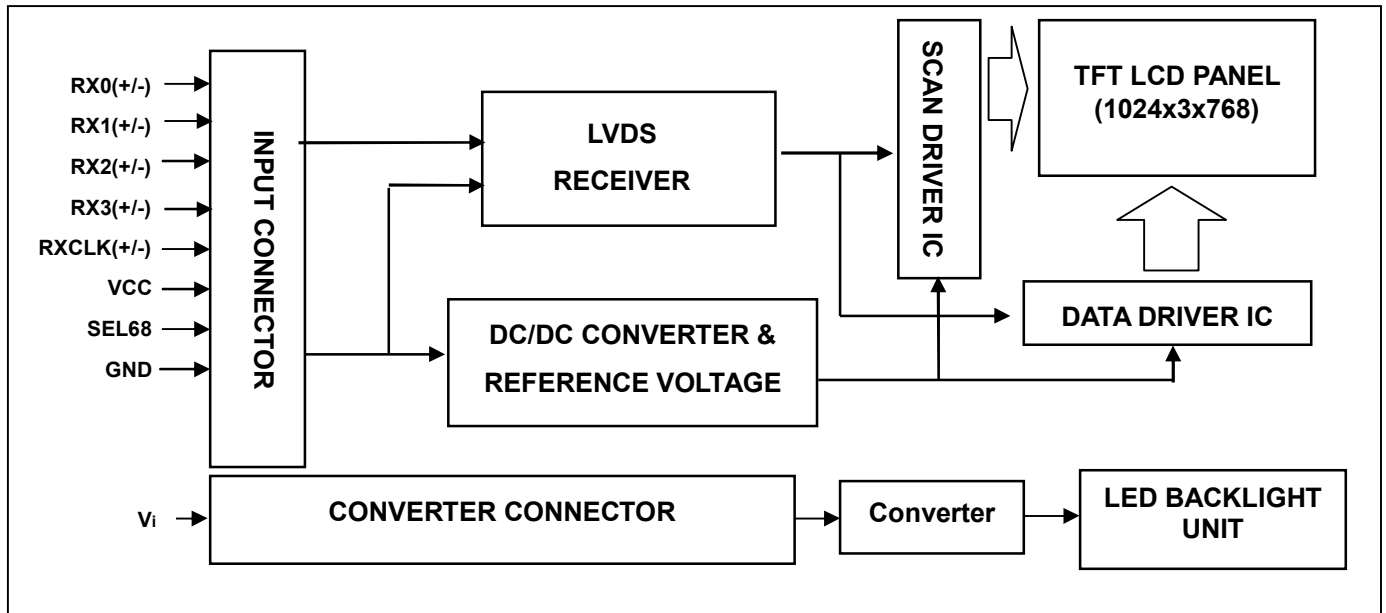 RX0(+/-)
RX1(+/-)
RX2(+/-)
RX3(+/-)
RXCLK(+/-)
VCC
SEL68
GND
INPUT CONNECTOR
LVDS
RECEIVER
DC/DC CONVERTER &
REFERENCE VOLTAGE
SCAN DRIVER IC
TFT LCD PANEL
(1024x3x768)
DATA DRIVER IC
Vi
CONVERTER CONNECTOR
Converter
LED BACKLIGHT
UNIT